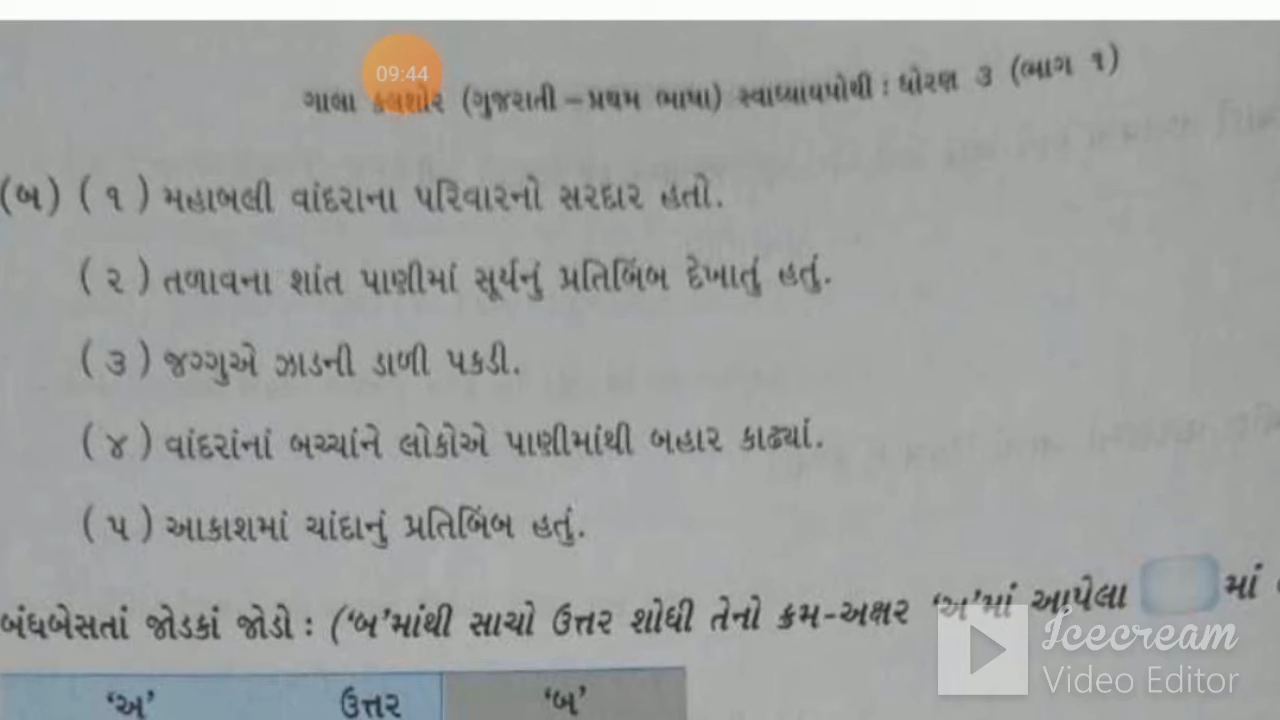 09:44
ગાલા (ગુજરાતી – પ્રથમ ભાષા) સ્વાધ્યાયપોથી : ધોરણ ૩ (ભાગ ૧)
(બ) (૧) મહાબલી વાંદરાના પરિવારનો સરદાર હતો.
(૨) તળાવના શાંત પાણીમાં સૂર્યનું પ્રતિબિંબ દેખાતું હતું.
(૩) જગ્ગુએ ઝાડની ડાળી પકડી.
(૪) વાંદરાંનાં બચ્ચાંને લોકોએ પાણીમાંથી બહાર કાઢ્યાં.
(૫) આકાશમાં ચાંદાનું પ્રતિબિંબ હતું.
બંધબેસતાં જોડકાં જોડો : (‘બ’માંથી સાચો ઉત્તર શોધી તેનો ક્રમ-અક્ષર ‘અ’માં આપેલા માં
Icecream
Video Editor
‘અ’ ઉત્તર ‘બ’